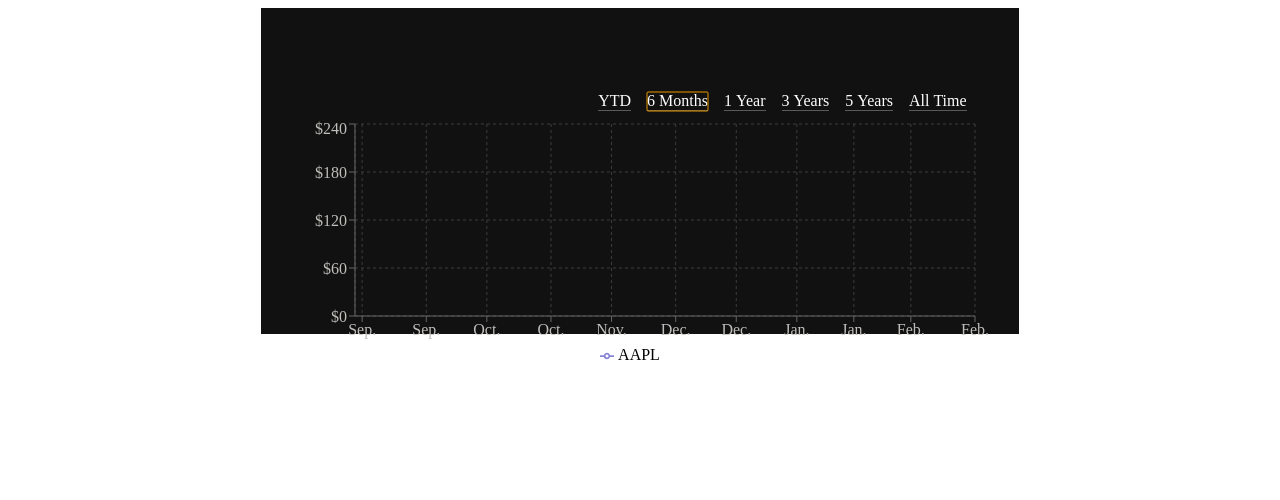 YTD 6 Months 1 Year 3 Years 5 Years All Time
$240
$180
$120
$60
$0
Sep. Sep. Oct. Oct. Nov. Dec. Dec. Jan. Jan. Feb. Feb.
AAPL